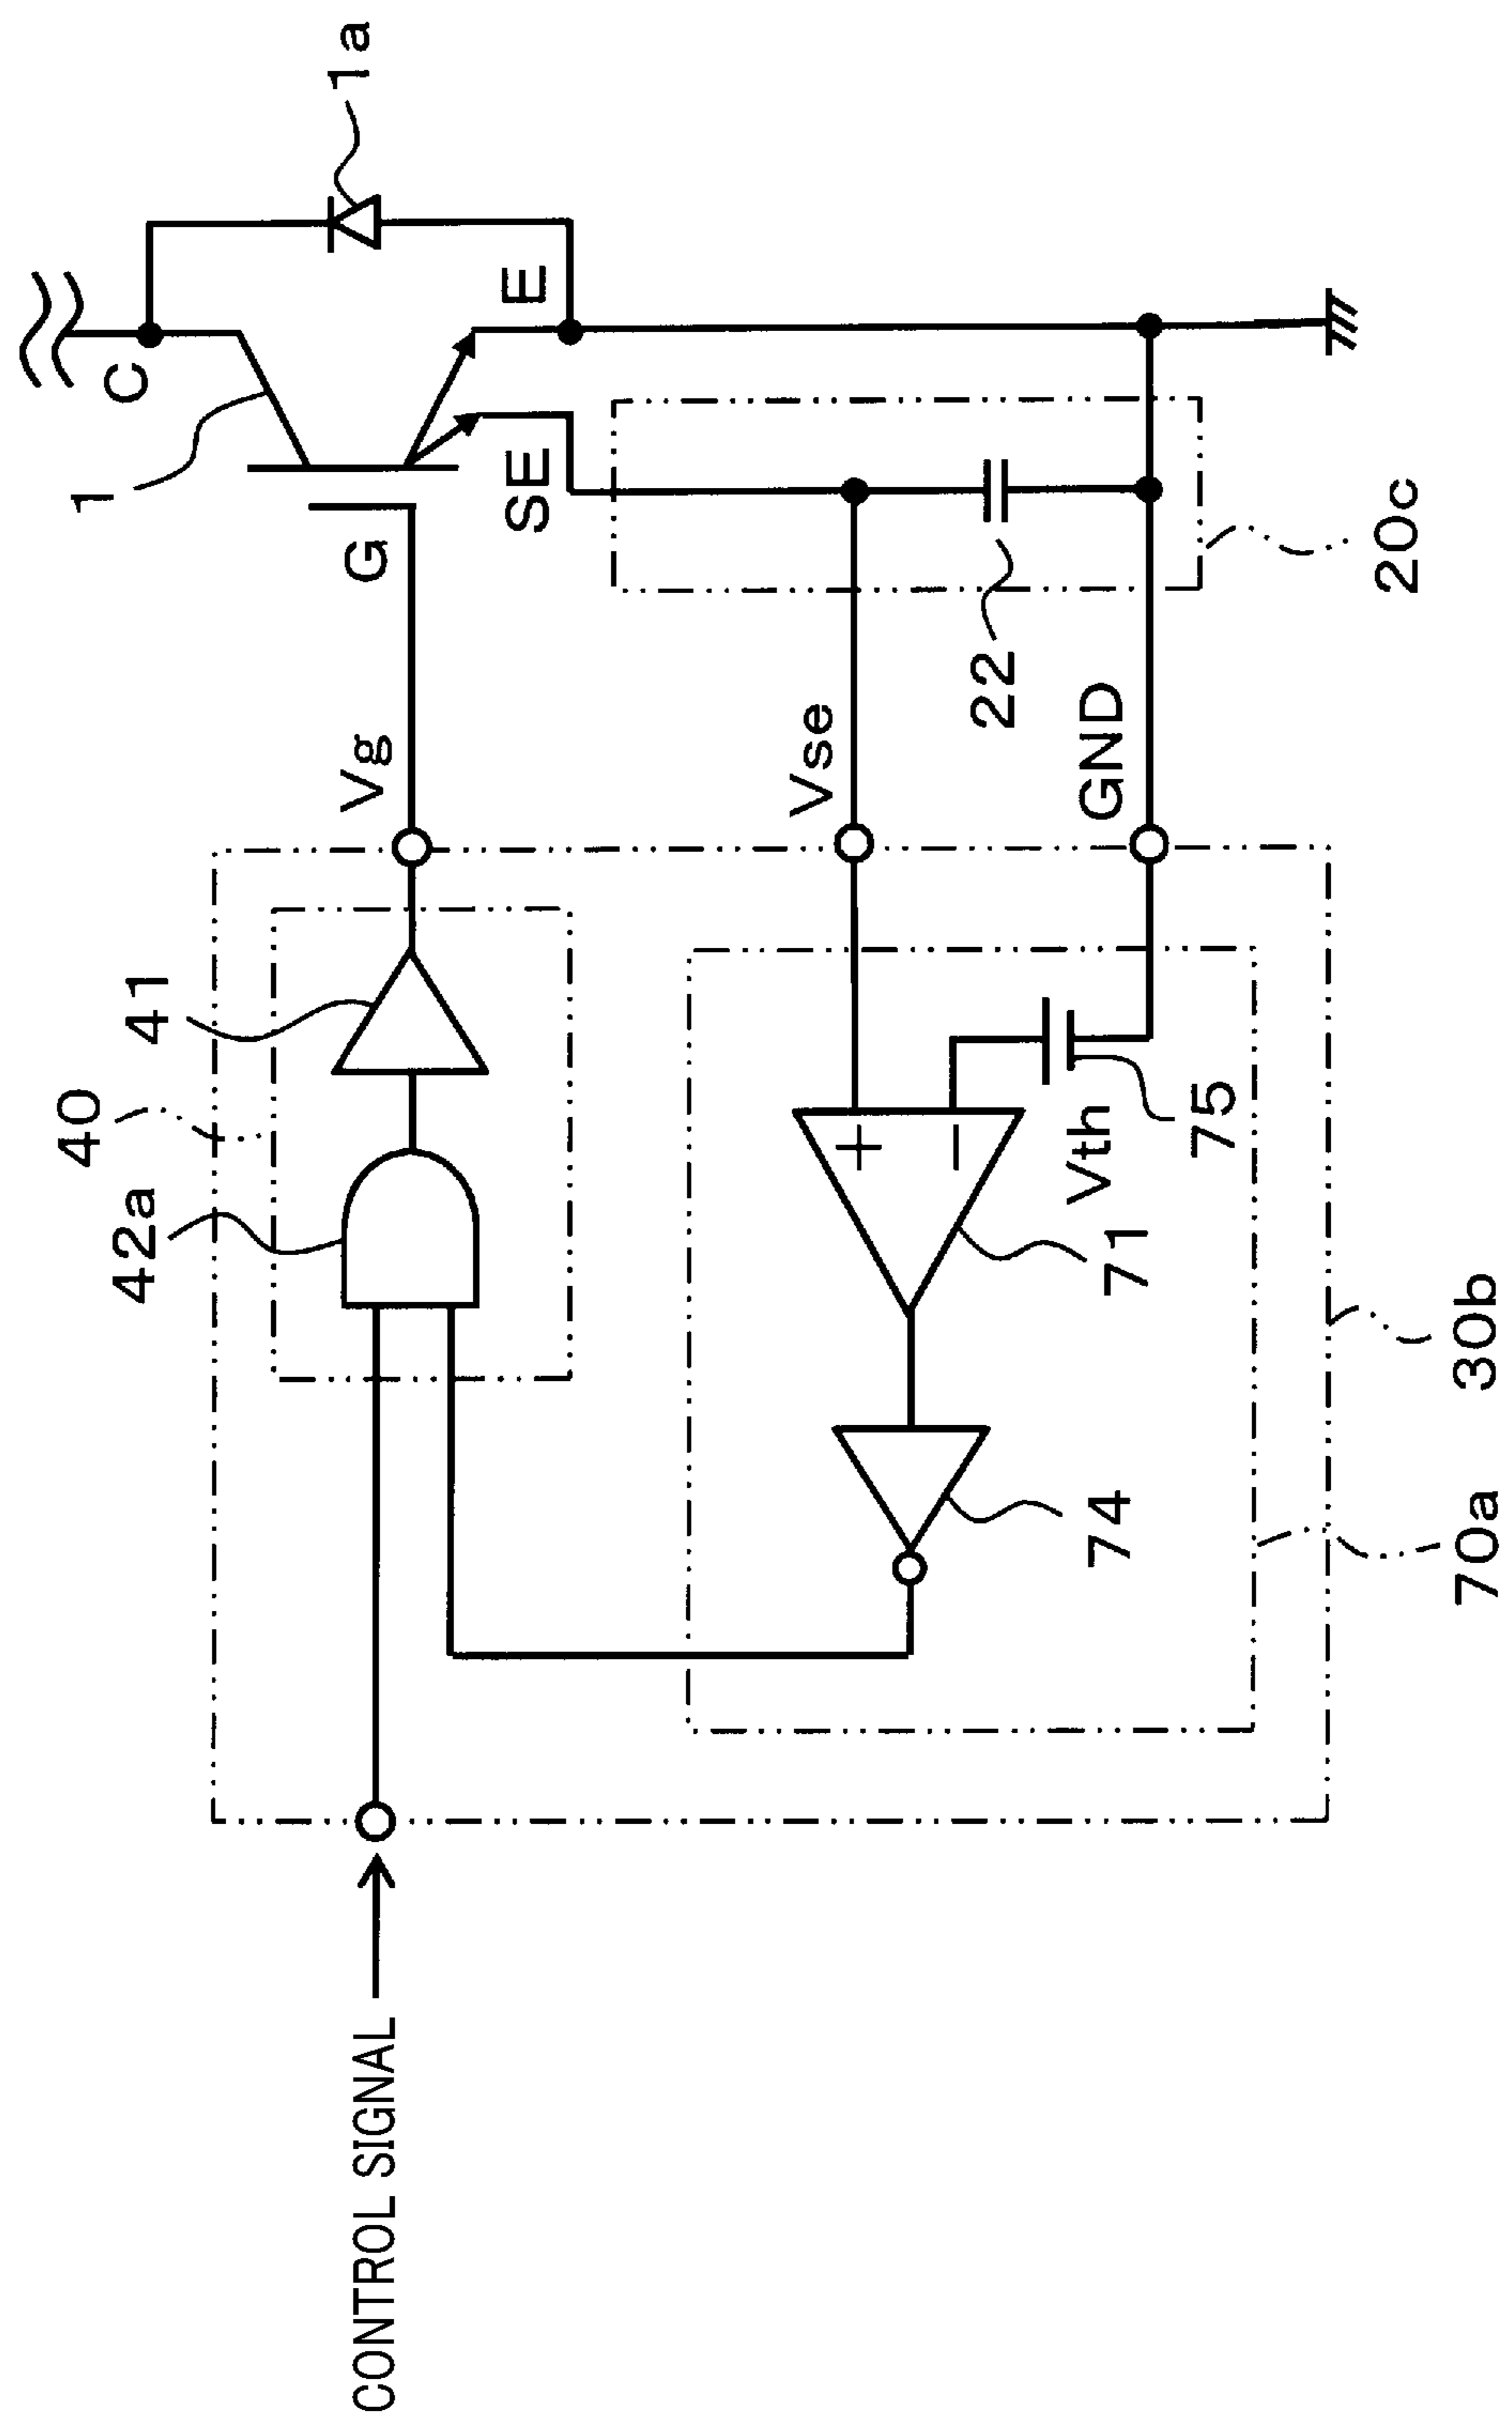 CONTROL SIGNAL
42a
40
41
Vg
G
1
C
1a
E
SE
Vse
22
GND
20c
+
−
Vth
75
71
74
70a
30b